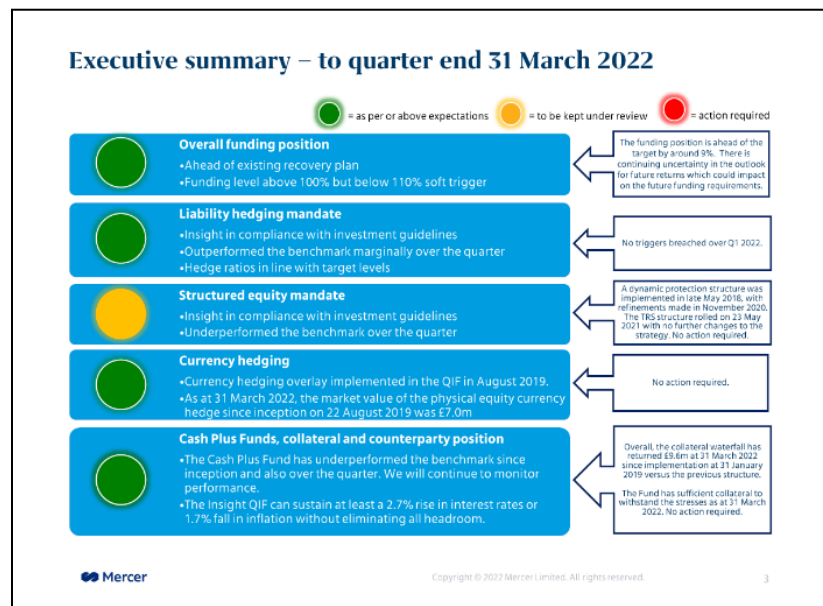 Executive summary – to quarter end 31 March 2022
= as per or above expectations
= to be kept under review
= action required
Overall funding position
•Ahead of existing recovery plan
•Funding level above 100% but below 110% soft trigger
The funding position is ahead of the
target by around 9%. There is
continuing uncertainty in the outlook
for future returns which could impact
on the future funding requirements.
Liability hedging mandate
•Insight in compliance with investment guidelines
•Outperformed the benchmark marginally over the quarter
•Hedge ratios in line with target levels
No triggers breached over Q1 2022.
Structured equity mandate
•Insight in compliance with investment guidelines
•Underperformed the benchmark over the quarter
A dynamic protection structure was
implemented in late May 2018, with
refinements made in November 2020.
The TRS structure rolled on 23 May
2021 with no further changes to the
strategy. No action required.
Currency hedging
•Currency hedging overlay implemented in the QIF in August 2019.
•As at 31 March 2022, the market value of the physical equity currency
hedge since inception on 22 August 2019 was £7.0m
No action required.
Cash Plus Funds, collateral and counterparty position
•The Cash Plus Fund has underperformed the benchmark since
inception and also over the quarter. We will continue to monitor
performance.
•The Insight QIF can sustain at least a 2.7% rise in interest rates or
1.7% fall in inflation without eliminating all headroom.
Overall, the collateral waterfall has
returned £9.6m at 31 March 2022
since implementation at 31 January
2019 versus the previous structure.
The Fund has sufficient collateral to
withstand the stresses as at 31 March
2022. No action required.
Mercer
Copyright © 2022 Mercer Limited. All rights reserved.
3